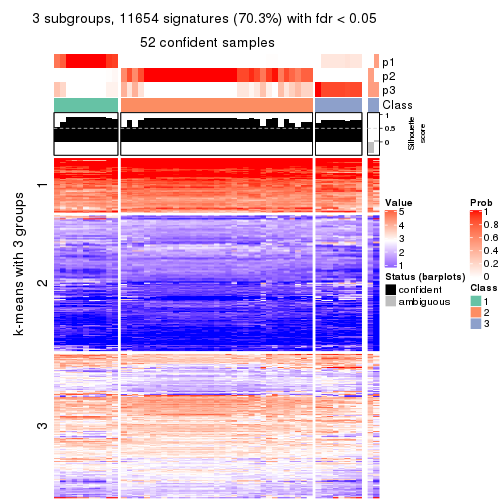 3 subgroups, 11654 signatures (70.3%) with fdr < 0.05
52 confident samples
p1
p2
p3
Class
1
0.5
0
Silhouette
score
k-means with 3 groups
1
2
3
Value
5
4
3
2
1
Status (barplots)
confident
ambiguous
Prob
1
0.8
0.6
0.4
0.2
0
Class
1
2
3